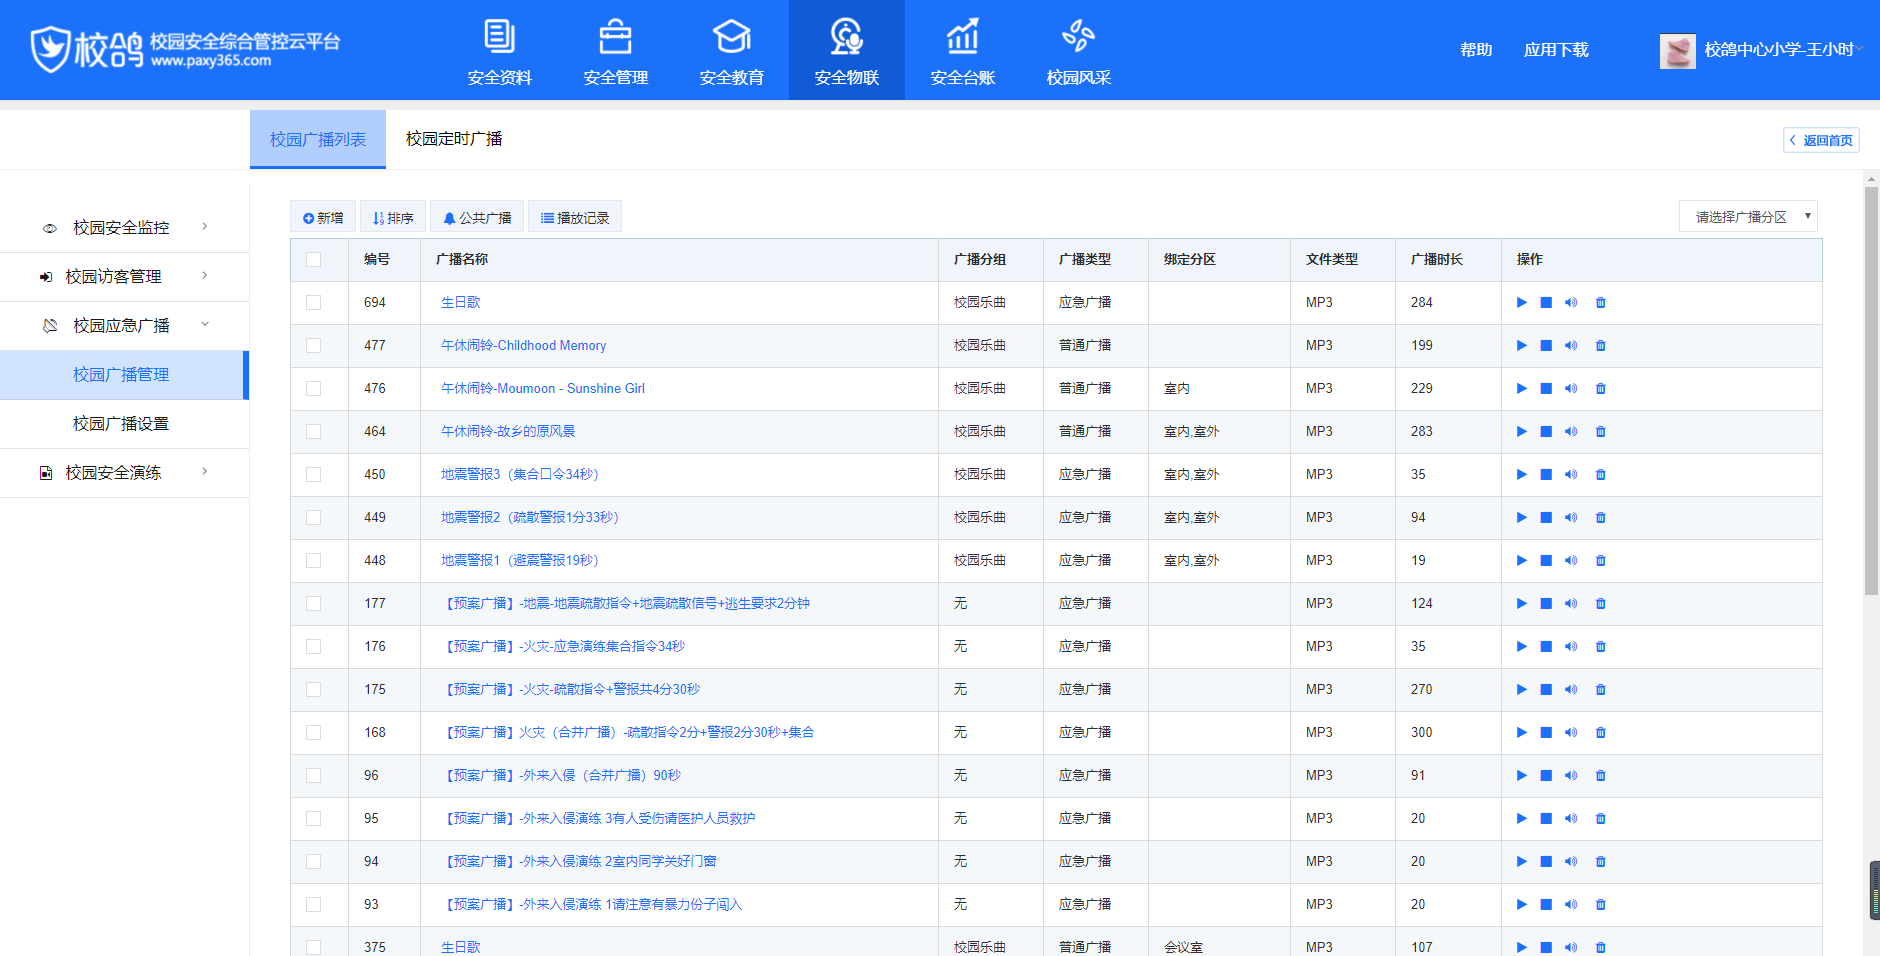 校鸽 校园安全综合管控云平台
www.paxy365.com
安全资料 安全管理 安全教育 安全物联 安全台账 校园风采
帮助 应用下载 校鸽中心小学-王小时
校园广播列表 校园定时广播 返回首页
校园安全监控
校园访客管理
校园应急广播
校园广播管理
校园广播设置
校园安全演练
新增 排序 公共广播 播放记录 请选择广播分区
编号 广播名称 广播分组 广播类型 绑定分区 文件类型 广播时长 操作
694 生日歌 校园乐曲 应急广播 MP3 284
477 午休闹铃-Childhood Memory 校园乐曲 普通广播 MP3 199
476 午休闹铃-Moumoon - Sunshine Girl 校园乐曲 普通广播 室内 MP3 229
464 午休闹铃-故乡的原风景 校园乐曲 普通广播 室内,室外 MP3 283
450 地震警报3（集合口令34秒） 校园乐曲 应急广播 室内,室外 MP3 35
449 地震警报2（疏散警报1分33秒） 校园乐曲 应急广播 室内,室外 MP3 94
448 地震警报1（避震警报19秒） 校园乐曲 应急广播 室内,室外 MP3 19
177 【预案广播】-地震-地震疏散指令+地震疏散信号+逃生要求2分钟 无 应急广播 MP3 124
176 【预案广播】-火灾-应急演练集合指令34秒 无 应急广播 MP3 35
175 【预案广播】-火灾-疏散指令+警报共4分30秒 无 应急广播 MP3 270
168 【预案广播】火灾（合并广播）-疏散指令2分+警报2分30秒+集合 无 应急广播 MP3 300
96 【预案广播】-外来入侵（合并广播）90秒 无 应急广播 MP3 91
95 【预案广播】-外来入侵演练 3有人受伤请医护人员救护 无 应急广播 MP3 20
94 【预案广播】-外来入侵演练 2室内同学关好门窗 无 应急广播 MP3 20
93 【预案广播】-外来入侵演练 1请注意有暴力份子闯入 无 应急广播 MP3 20
375 生日歌 校园乐曲 普通广播 会议室 MP3 107